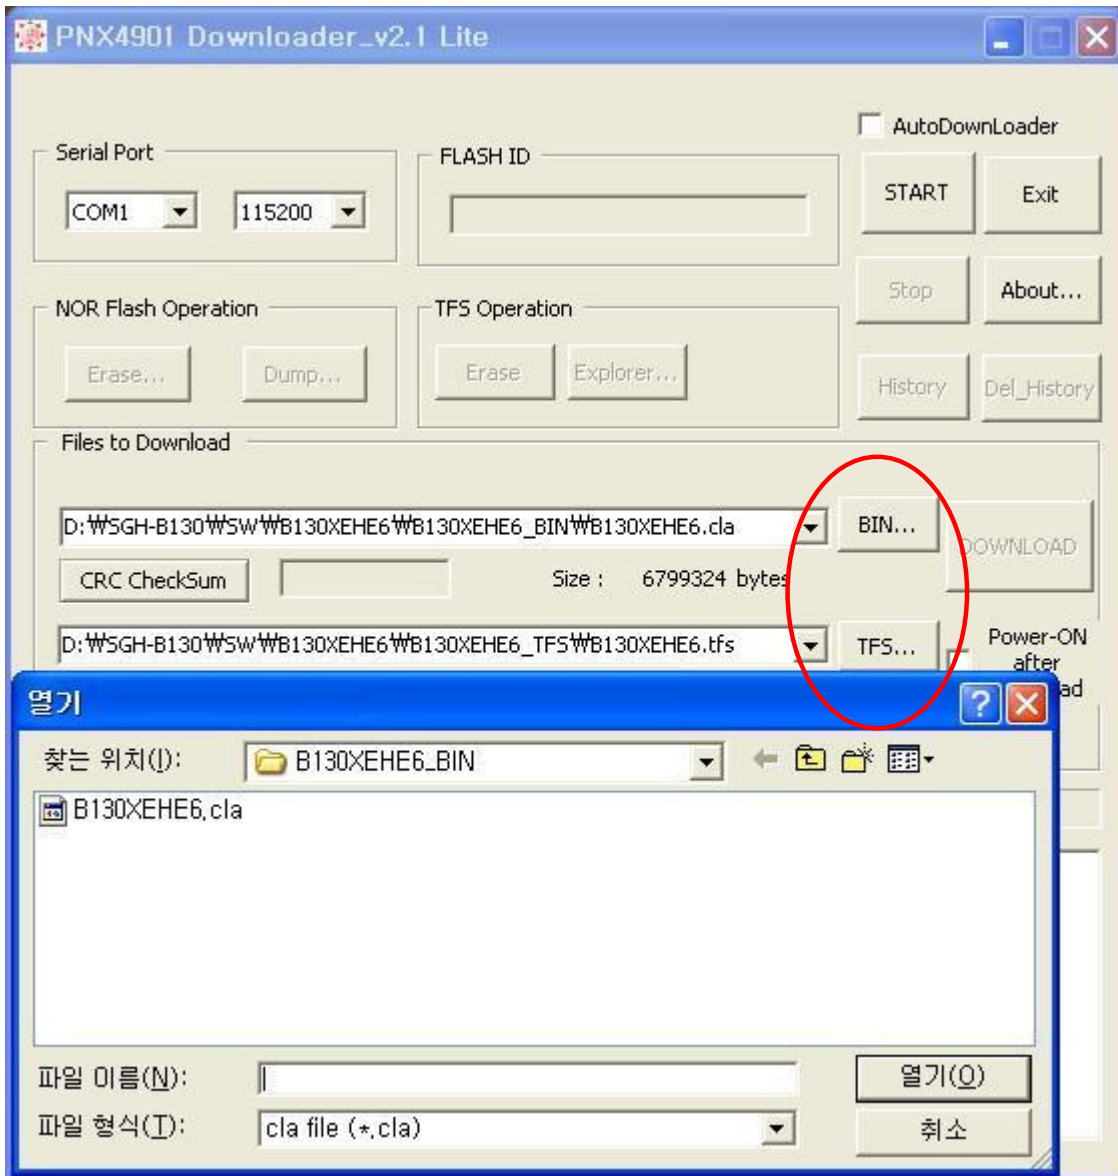 PNX4901 Downloader_v2.1 Lite
AutoDownLoader
Serial Port
FLASH ID
START
Exit
COM1
115200
Stop
About...
NOR Flash Operation
TFS Operation
Erase...
Dump...
Erase
Explorer...
History
Del_History
Files to Download
D:₩SGH-B130₩SW₩B130XEHE6₩B130XEHE6_BIN₩B130XEHE6.cla
BIN...
DOWNLOAD
CRC CheckSum
Size : 6799324 bytes
D:₩SGH-B130₩SW₩B130XEHE6₩B130XEHE6_TFS₩B130XEHE6.tfs
TFS...
Power-ON
after
ad
열기
찾는 위치(I):
B130XEHE6_BIN
B130XEHE6.cla
파일 이름(N):
열기(O)
파일 형식(T):
cla file (*.cla)
취소